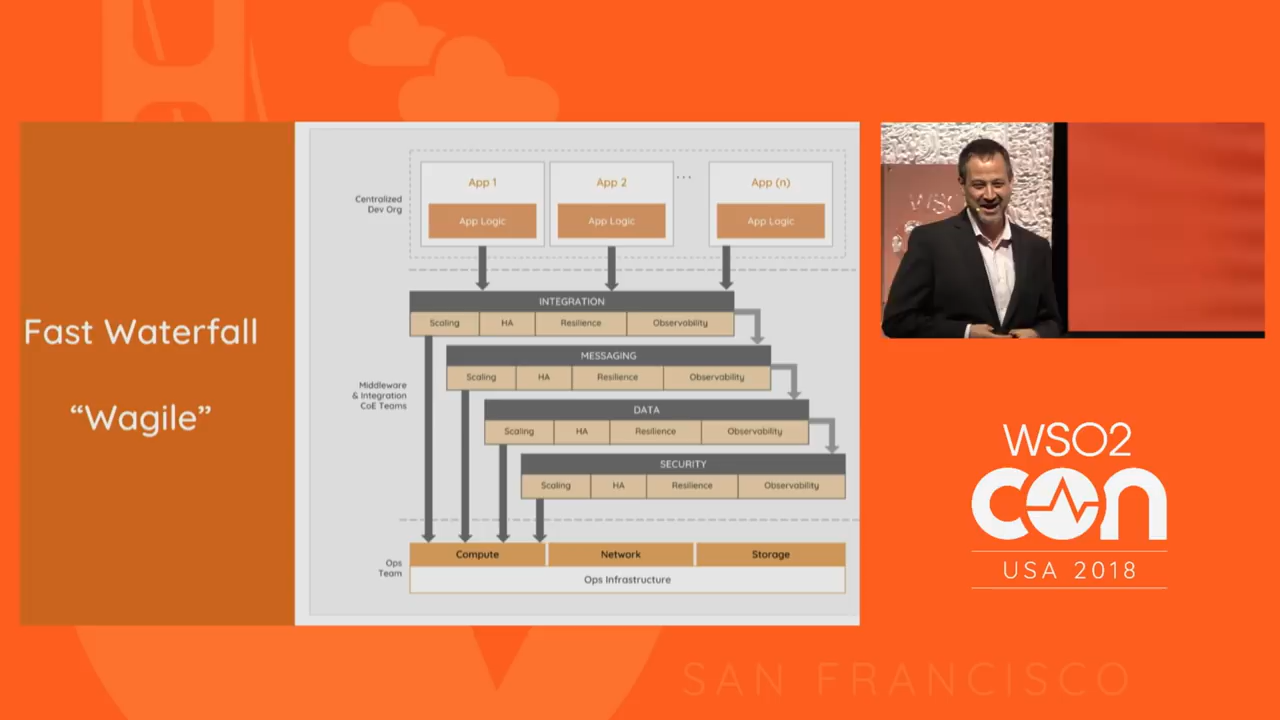 Fast Waterfall
“Wagile”
Centralized
Dev Org
App 1
App 2
...
App (n)
App Logic
App Logic
App Logic
INTEGRATION
Scaling
HA
Resilience
Observability
MESSAGING
Scaling
HA
Resilience
Observability
Middleware
& Integration
CoE Teams
DATA
Scaling
HA
Resilience
Observability
SECURITY
Scaling
HA
Resilience
Observability
Ops
Team
Compute
Network
Storage
Ops Infrastructure
WSO2
WSO2
CON
USA 2018
SAN FRANCISCO